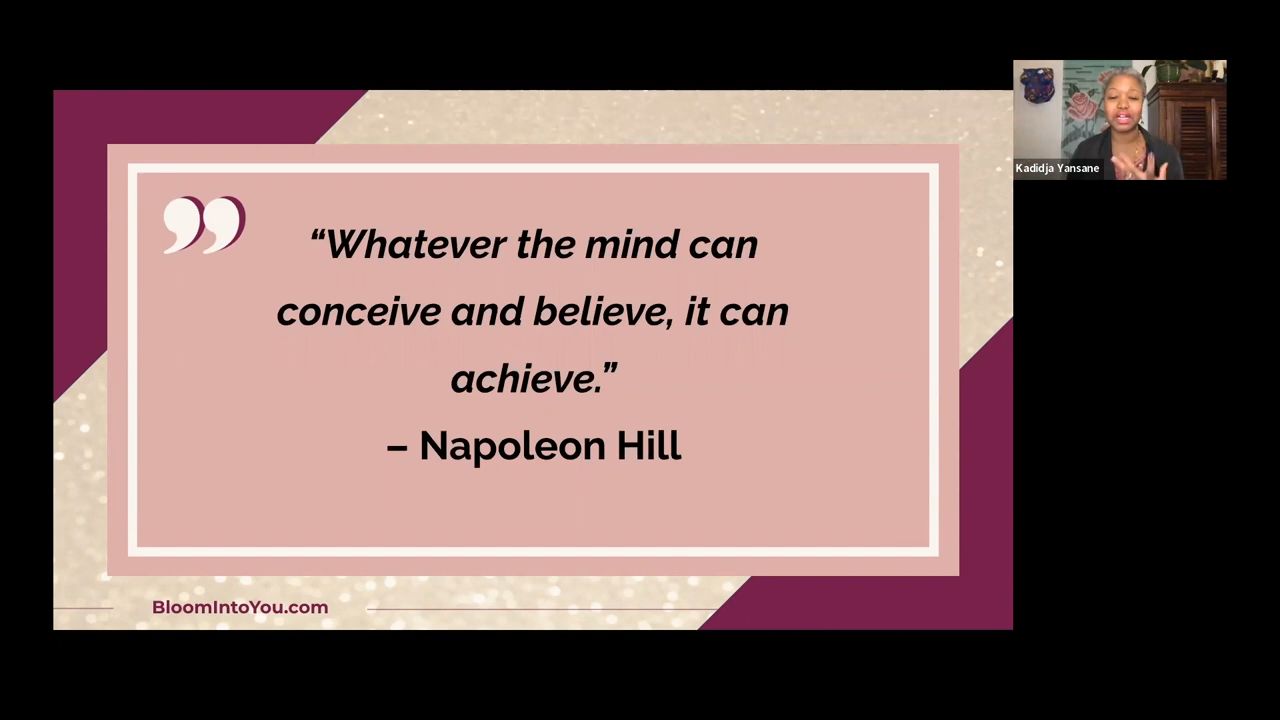 Kadidja Yansane
“Whatever the mind can
conceive and believe, it can
achieve.”
– Napoleon Hill
BloomIntoYou.com